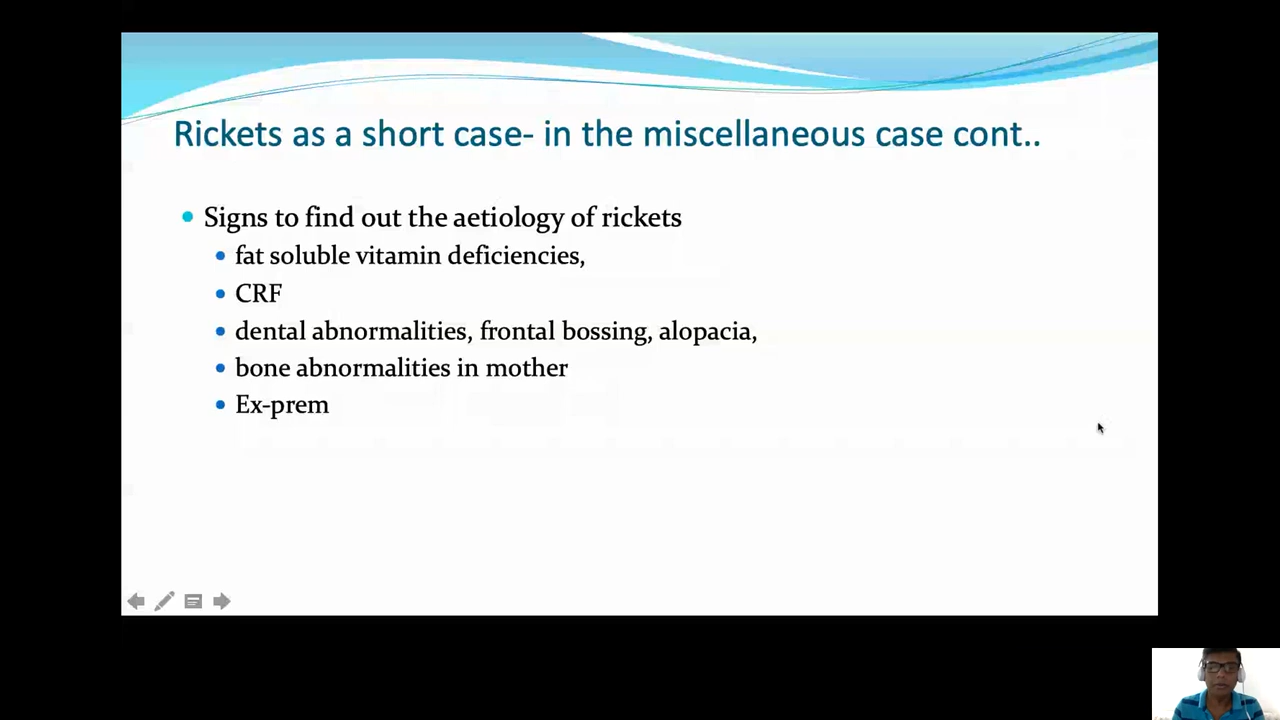 Rickets as a short case- in the miscellaneous case cont..
Signs to find out the aetiology of rickets
fat soluble vitamin deficiencies,
CRF
dental abnormalities, frontal bossing, alopacia,
bone abnormalities in mother
Ex-prem